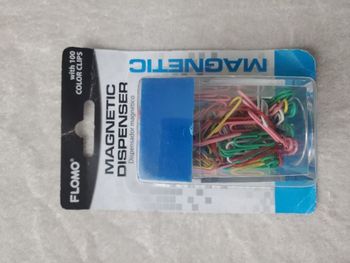 FLOMO®
with 100
COLOR CLIPS
MAGNETIC
DISPENSER
Dispensador magnético
MAGNETIC